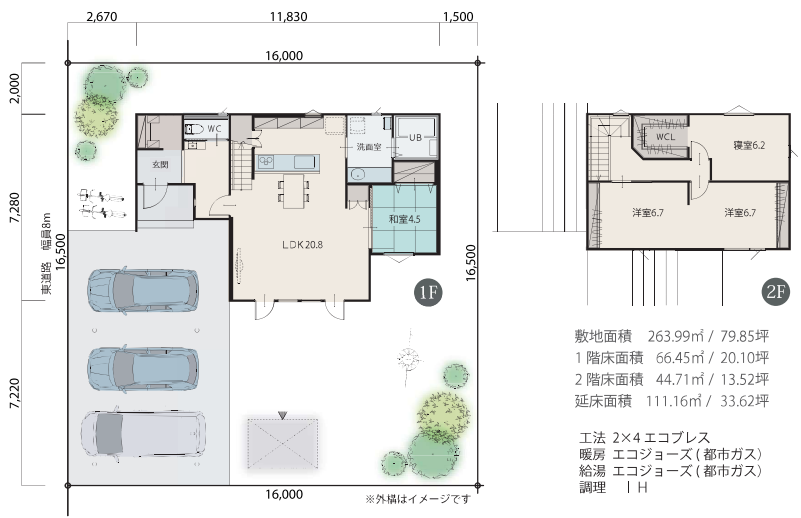 2,670
11,830
1,500
16,000
2,000
7,280
7,220
東道路 幅員8m
16,500
16,500
WC
玄関
洗面室
UB
和室4.5
LDK20.8
1F
16,000
※外構はイメージです
WCL
寝室6.2
洋室6.7
洋室6.7
2F
敷地面積 263.99㎡ / 79.85坪
1 階床面積 66.45㎡ / 20.10坪
2 階床面積 44.71㎡ / 13.52坪
延床面積 111.16㎡ / 33.62坪
工法 2×4 エコブレス
暖房 エコジョーズ ( 都市ガス)
給湯 エコジョーズ ( 都市ガス)
調理 I H